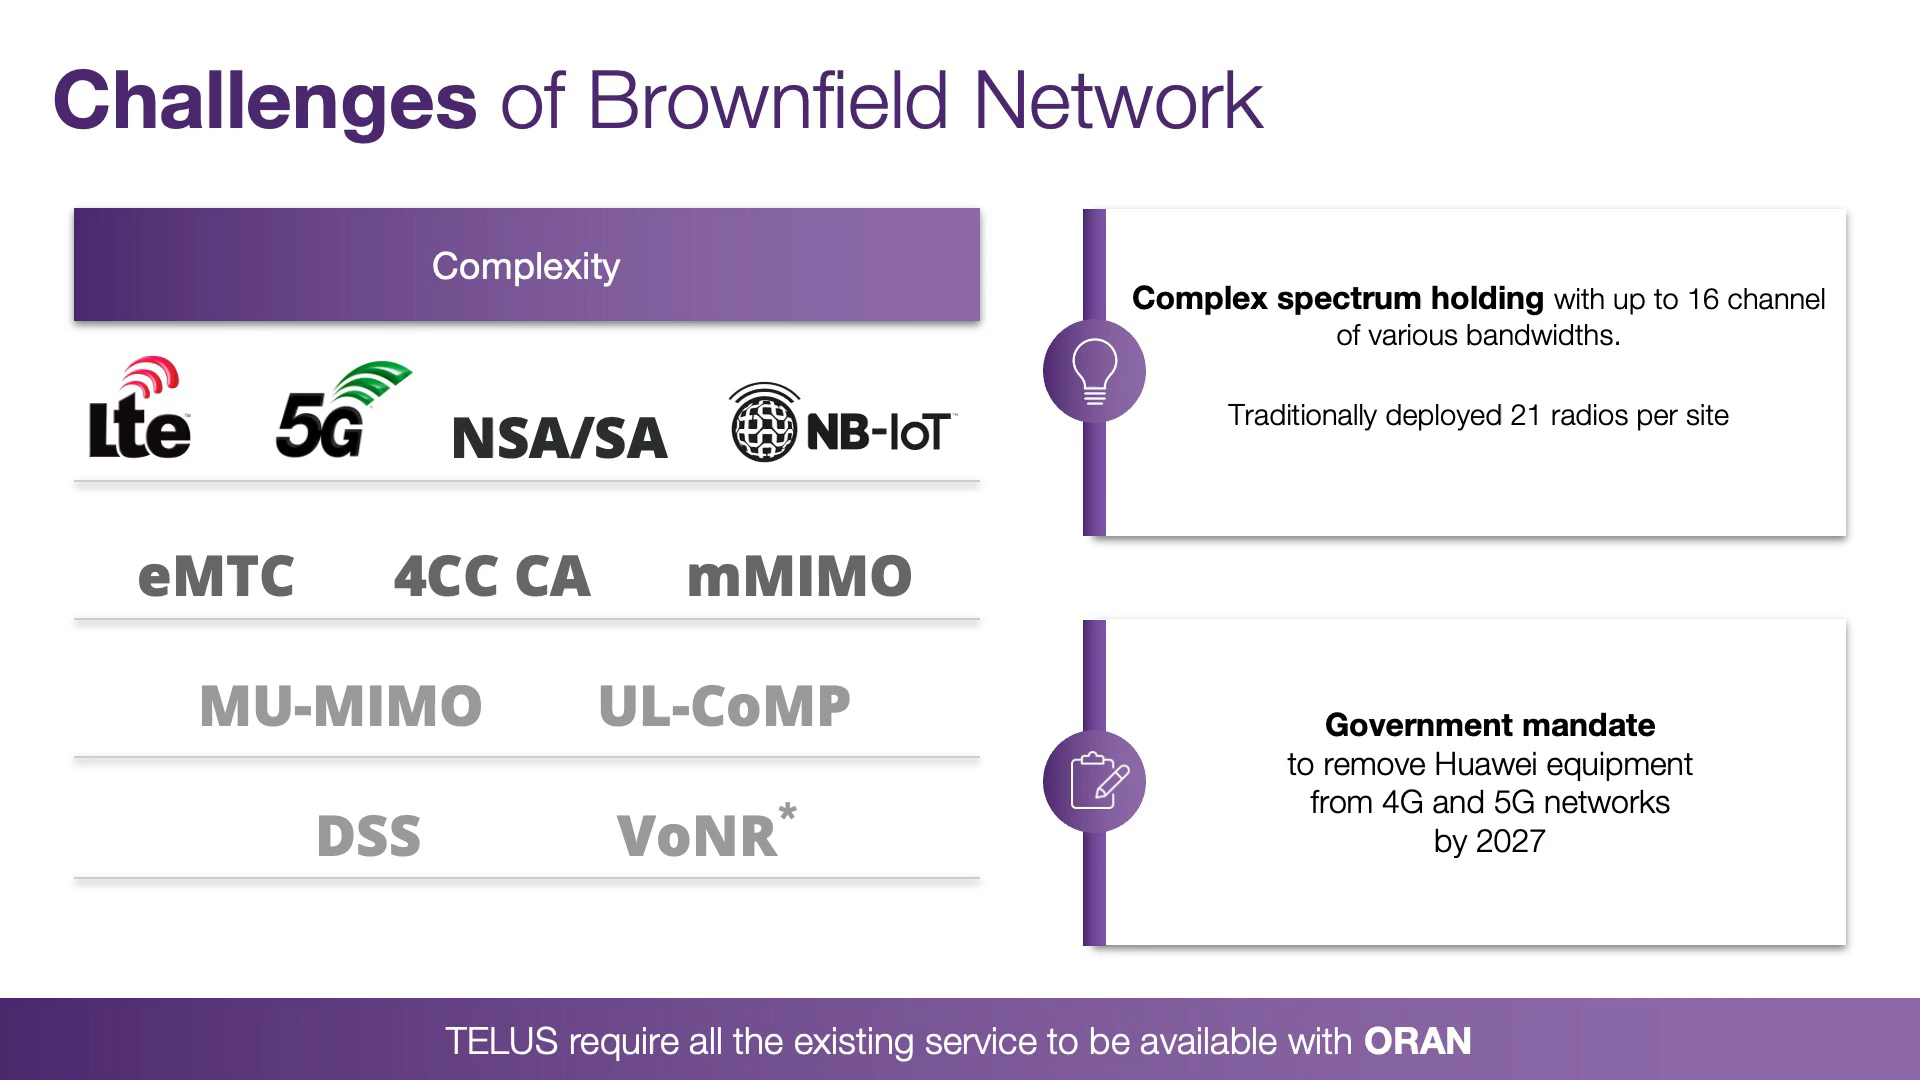 Challenges of Brownfield Network
Complexity
Lte™ 5G™ NSA/SA NB-IoT™
eMTC 4CC CA mMIMO
MU-MIMO UL-CoMP
DSS VoNR*
Complex spectrum holding with up to 16 channel
of various bandwidths.
Traditionally deployed 21 radios per site
Government mandate
to remove Huawei equipment
from 4G and 5G networks
by 2027
TELUS require all the existing service to be available with ORAN